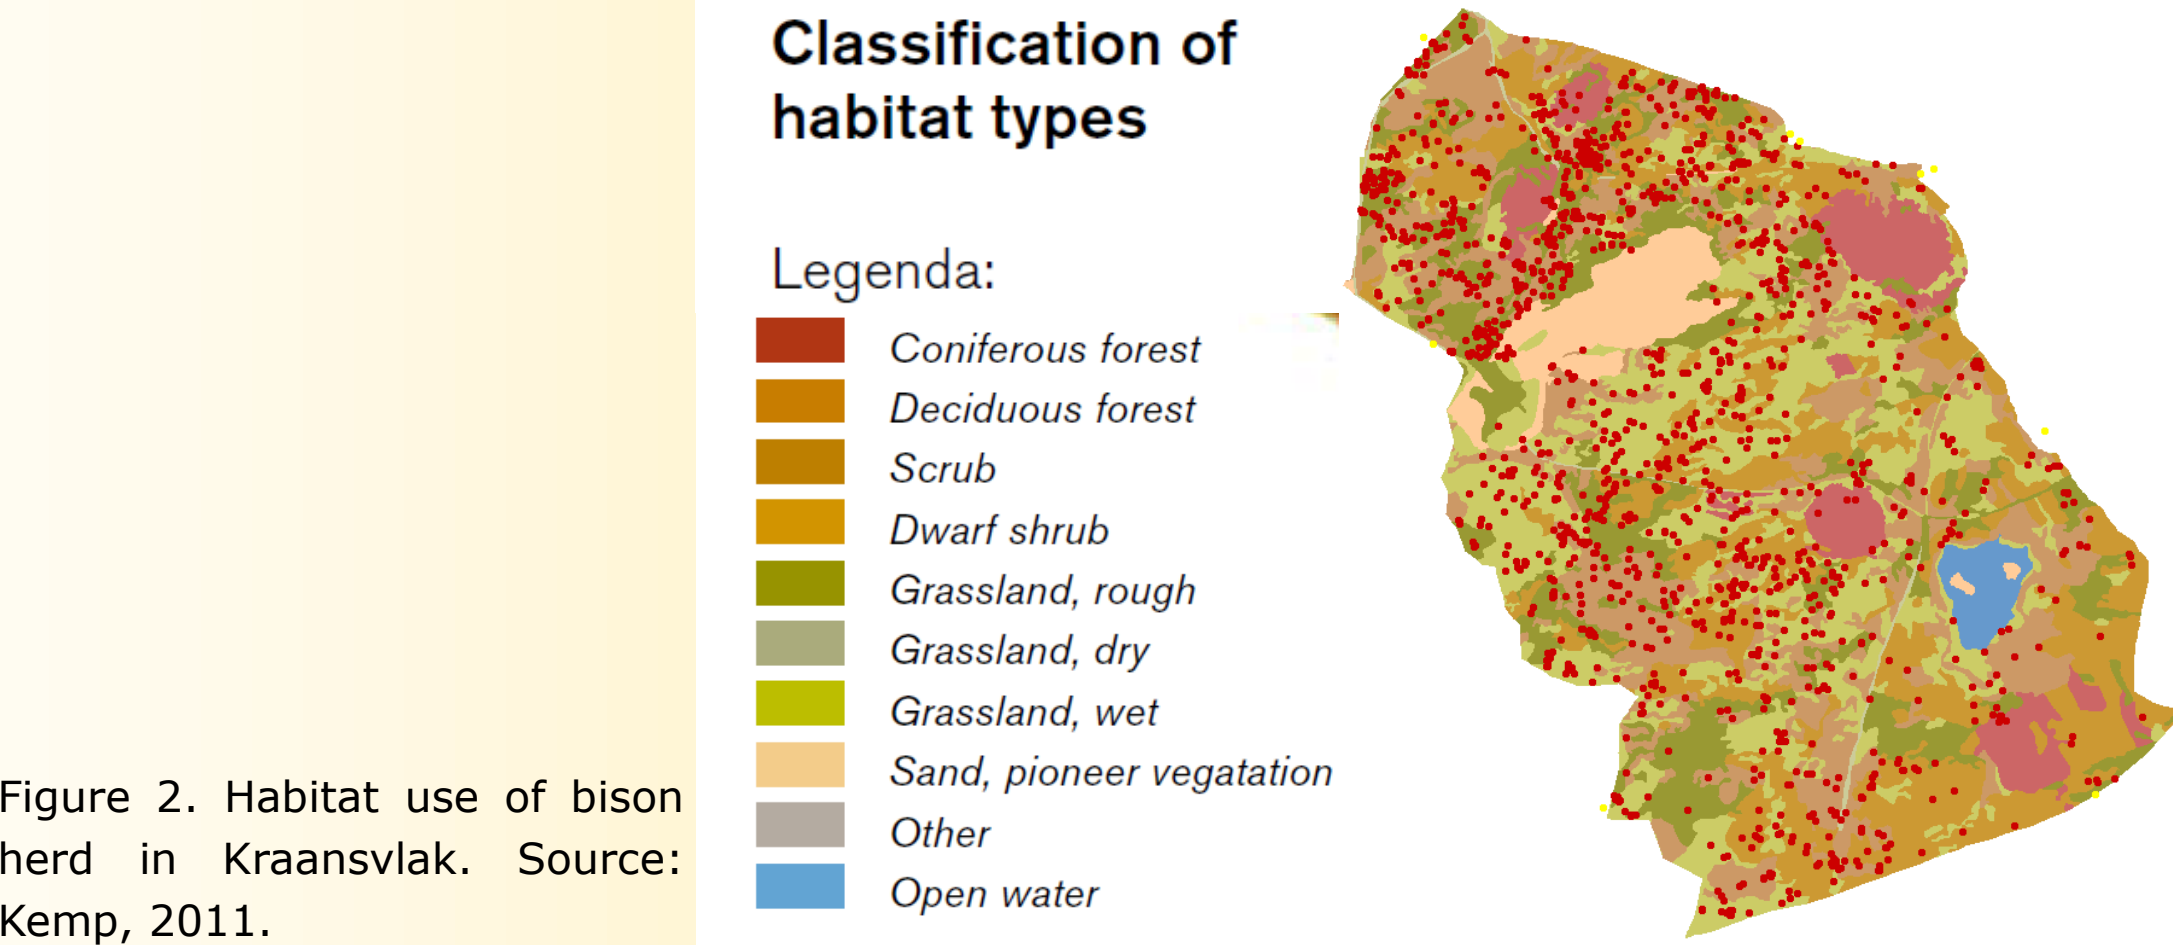 Classification of
habitat types
Legenda:
Coniferous forest
Deciduous forest
Scrub
Dwarf shrub
Grassland, rough
Grassland, dry
Grassland, wet
Sand, pioneer vegatation
Other
Open water
Figure 2. Habitat use of bison
herd in Kraansvlak. Source:
Kemp, 2011.